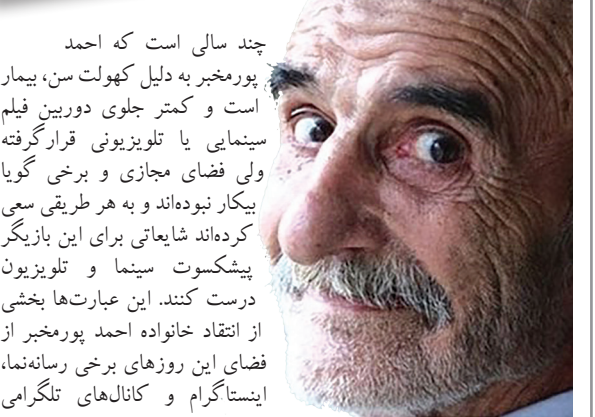 چند سالی است که احمد
پورمخبر به دلیل کهولت سن، بیمار
است و کمتر جلوی دوربین فیلم
سینمایی یا تلویزیونی قرارگرفته
ولی فضای مجازی و برخی گویا
بیکار نبوده‌اند و به هر طریقی سعی
کرده‌اند شایعاتی برای این بازیگر
پیشکسوت سینما و تلویزیون
درست کنند. این عبارت‌ها بخشی
از انتقاد خانواده احمد پورمخبر از
فضای این روزهای برخی رسانه‌نما،
اینستاگرام و کانال‌های تلگرامی